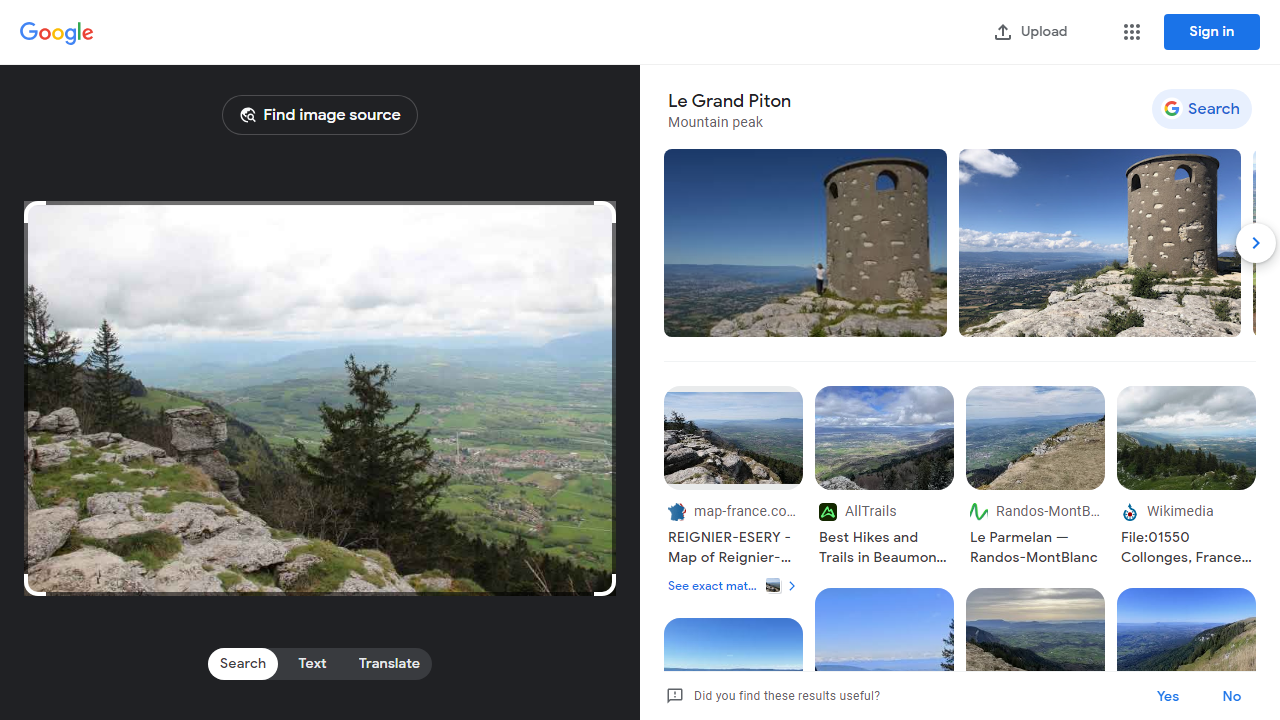 Google
Upload
Sign in
Find image source
Le Grand Piton
Mountain peak
Search
map-france.co...
REIGNIER-ESERY -
Map of Reignier-...
See exact mat...
AllTrails
Best Hikes and
Trails in Beaumon...
Randos-MontB...
Le Parmelan —
Randos-MontBlanc
Wikimedia
File:01550
Collonges, France...
Search
Text
Translate
Did you find these results useful?
Yes
No